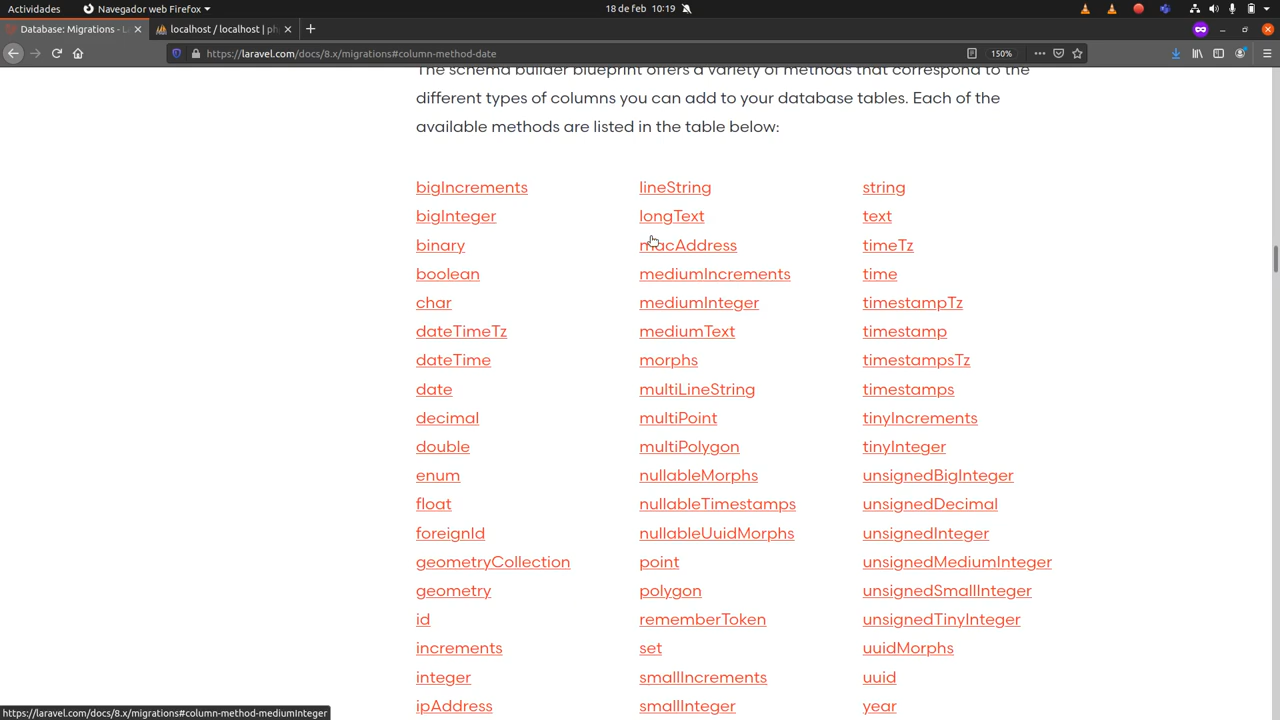 Actividades
Navegador web Firefox
18 de feb 10:19
Database: Migrations - La
localhost / localhost | ph
https://laravel.com/docs/8.x/migrations#column-method-date
150%
The schema builder blueprint offers a variety of methods that correspond to the
different types of columns you can add to your database tables. Each of the
available methods are listed in the table below:
bigIncrements
bigInteger
binary
boolean
char
dateTimeTz
dateTime
date
decimal
double
enum
float
foreignId
geometryCollection
geometry
id
increments
integer
ipAddress
lineString
longText
macAddress
mediumIncrements
mediumInteger
mediumText
morphs
multiLineString
multiPoint
multiPolygon
nullableMorphs
nullableTimestamps
nullableUuidMorphs
point
polygon
rememberToken
set
smallIncrements
smallInteger
string
text
timeTz
time
timestampTz
timestamp
timestampsTz
timestamps
tinyIncrements
tinyInteger
unsignedBigInteger
unsignedDecimal
unsignedInteger
unsignedMediumInteger
unsignedSmallInteger
unsignedTinyInteger
uuidMorphs
uuid
year
https://laravel.com/docs/8.x/migrations#column-method-mediumInteger